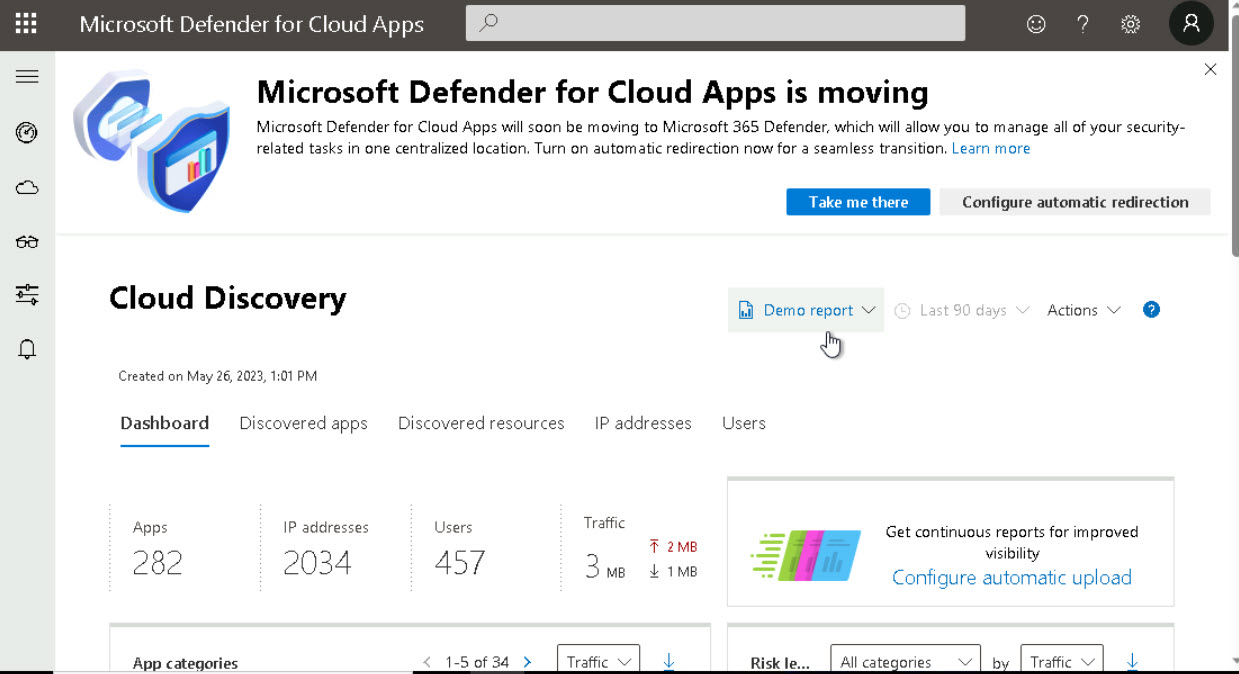 Microsoft Defender for Cloud Apps
Microsoft Defender for Cloud Apps is moving
Microsoft Defender for Cloud Apps will soon be moving to Microsoft 365 Defender, which will allow you to manage all of your security-
related tasks in one centralized location. Turn on automatic redirection now for a seamless transition. Learn more
Take me there Configure automatic redirection
Cloud Discovery
Demo report Last 90 days Actions ?
Created on May 26, 2023, 1:01 PM
Dashboard Discovered apps Discovered resources IP addresses Users
Apps
282
IP addresses
2034
Users
457
Traffic
3 MB
2 MB
1 MB
Get continuous reports for improved
visibility
Configure automatic upload
App categories 1-5 of 34 Traffic
Risk le... All categories by Traffic